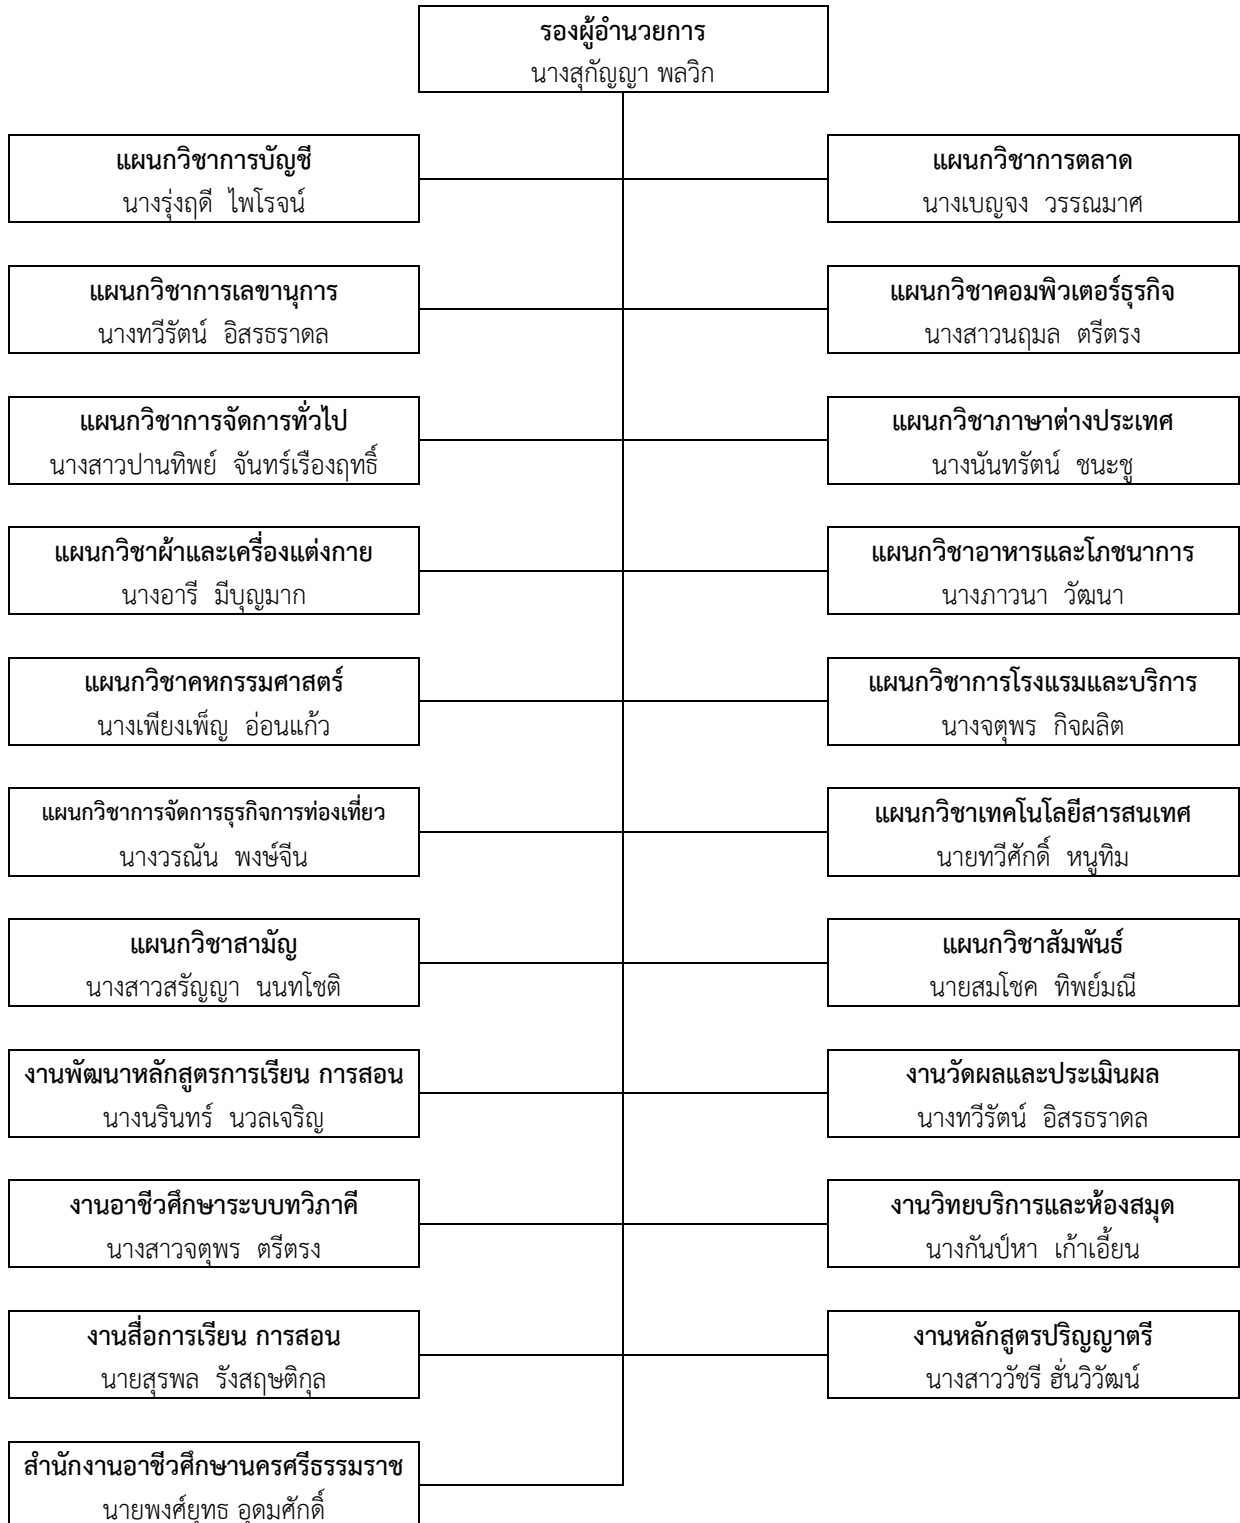 รองผู้อำนวยการ
นางสุกัญญา พลวิก
แผนกวิชาการบัญชี
นางรุ่งฤดี ไพโรจน์
แผนกวิชาการตลาด
นางเบญจง วรรณมาศ
แผนกวิชาการเลขานุการ
นางทวีรัตน์ อิสรธราดล
แผนกวิชาคอมพิวเตอร์ธุรกิจ
นางสาวนฤมล ตรีตรง
แผนกวิชาการจัดการทั่วไป
นางสาวปานทิพย์ จันทร์เรืองฤทธิ์
แผนกวิชาภาษาต่างประเทศ
นางนันทรัตน์ ชนะชู
แผนกวิชาผ้าและเครื่องแต่งกาย
นางอารี มีบุญมาก
แผนกวิชาอาหารและโภชนาการ
นางภาวนา วัฒนา
แผนกวิชาคหกรรมศาสตร์
นางเพียงเพ็ญ อ่อนแก้ว
แผนกวิชาการโรงแรมและบริการ
นางจตุพร กิจผลิต
แผนกวิชาการจัดการธุรกิจการท่องเที่ยว
นางวรณัน พงษ์จีน
แผนกวิชาเทคโนโลยีสารสนเทศ
นายทวีศักดิ์ หนูทิม
แผนกวิชาสามัญ
นางสาวสรัญญา นนทโชติ
แผนกวิชาสัมพันธ์
นายสมโชค ทิพย์มณี
งานพัฒนาหลักสูตรการเรียน การสอน
นางนรินทร์ นวลเจริญ
งานวัดผลและประเมินผล
นางทวีรัตน์ อิสรธราดล
งานอาชีวศึกษาระบบทวิภาคี
นางสาวจตุพร ตรีตรง
งานวิทยบริการและห้องสมุด
นางกันป์หา เก้าเอี้ยน
งานสื่อการเรียน การสอน
นายสุรพล รังสฤษติกุล
งานหลักสูตรปริญญาตรี
นางสาววัชรี ฮั่นวิวัฒน์
สำนักงานอาชีวศึกษานครศรีธรรมราช
นายพงศ์ยุทธ อุดมศักดิ์